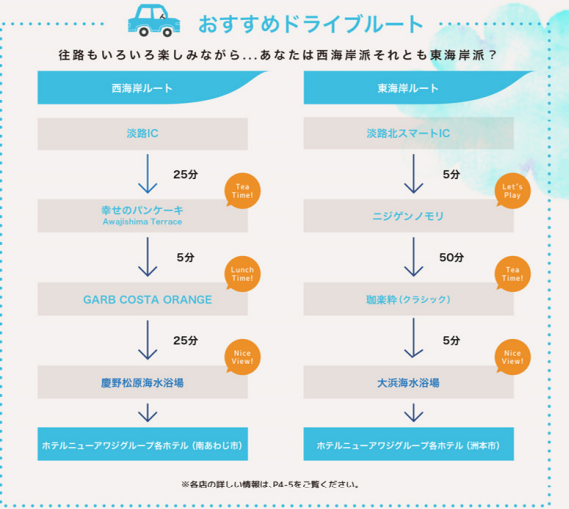 おすすめドライブルート
往路もいろいろ楽しみながら...あなたは西海岸派それとも東海岸派？
西海岸ルート
淡路IC
25分
Tea
Time!
幸せのパンケーキ
Awajishima Terrace
5分
Lunch
Time!
GARB COSTA ORANGE
25分
Nice
View!
慶野松原海水浴場
ホテルニューアワジグループ各ホテル（南あわじ市）
東海岸ルート
淡路北スマートIC
5分
Let's
Play
ニジゲンノモリ
50分
Tea
Time!
珈楽粋（クラシック）
5分
Nice
View!
大浜海水浴場
ホテルニューアワジグループ各ホテル（洲本市）
※各店の詳しい情報は、P4-5をご覧ください。